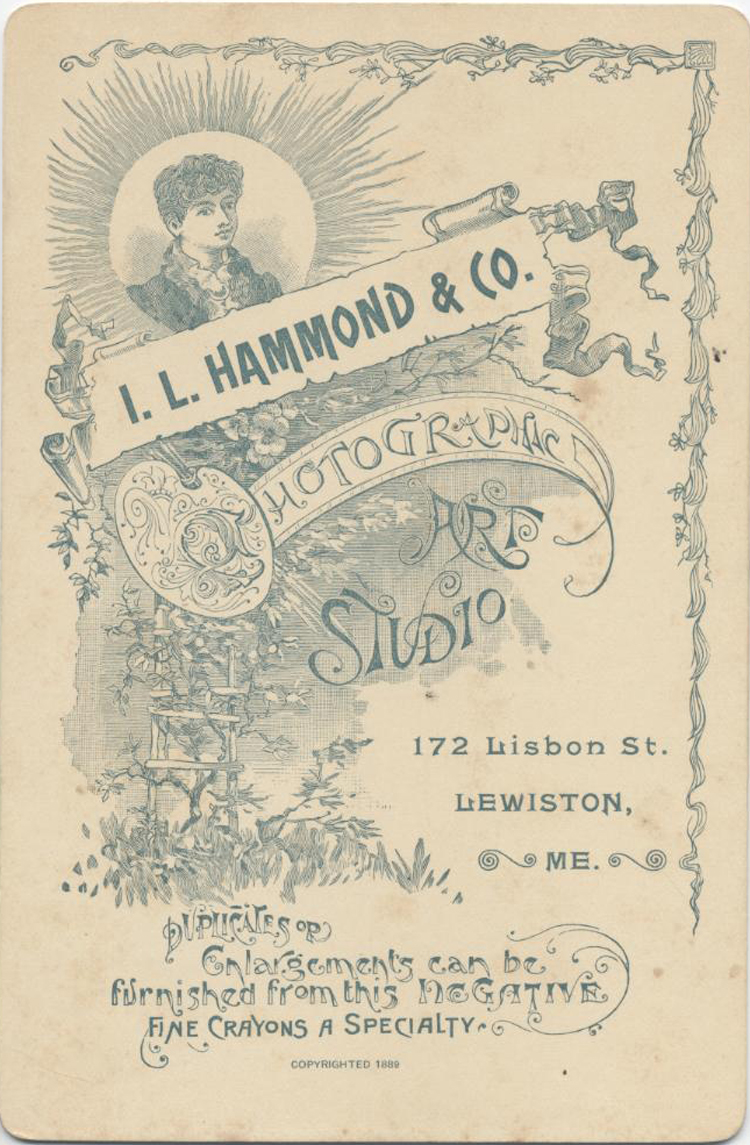 I. L. HAMMOND & CO.
PHOTOGRAPHIC
ART
STUDIO
172 Lisbon St.
LEWISTON,
ME.
DUPLICATES OR
Enlargements can be
furnished from this NEGATIVE
FINE CRAYONS A SPECIALTY.
COPYRIGHTED 1889